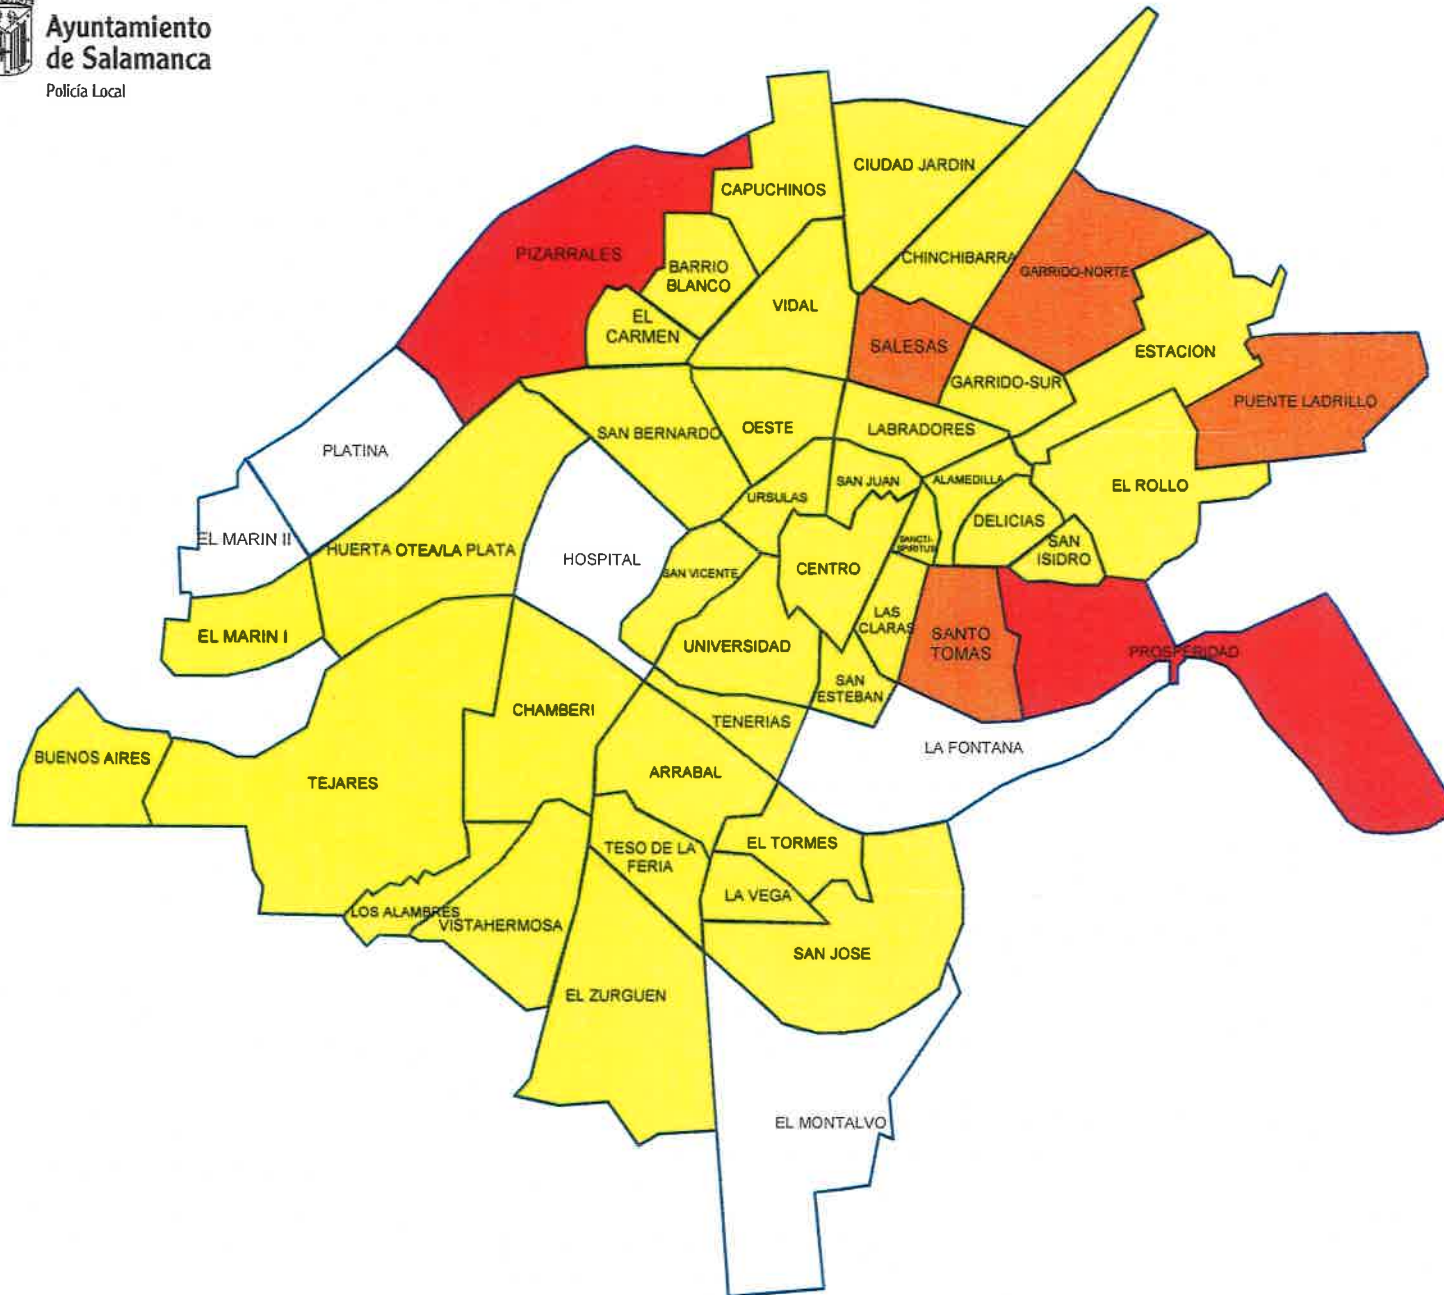 Ayuntamiento
de Salamanca
Policía Local
CIUDAD JARDIN
CAPUCHINOS
PIZARRALES
BARRIO
BLANCO
CHINCHIBARRA
GARRIDO-NORTE
VIDAL
EL
CARMEN
SALESAS
ESTACION
GARRIDO-SUR
PUENTE LADRILLO
PLATINA
SAN BERNARDO
OESTE
LABRADORES
URSULAS
SAN JUAN
ALAMEDILLA
EL ROLLO
DELICIAS
EL MARIN II
HUERTA OTEA/LA PLATA
HOSPITAL
SANCTI-
SPIRITUS
SAN
ISIDRO
SAN VICENTE
CENTRO
LAS
CLARAS
EL MARIN I
UNIVERSIDAD
SANTO
TOMAS
PROSPERIDAD
SAN
ESTEBAN
CHAMBERI
TENERIAS
LA FONTANA
BUENOS AIRES
TEJARES
ARRABAL
TESO DE LA
FERIA
EL TORMES
LA VEGA
LOS ALAMBRES
VISTAHERMOSA
SAN JOSE
EL ZURGUEN
EL MONTALVO